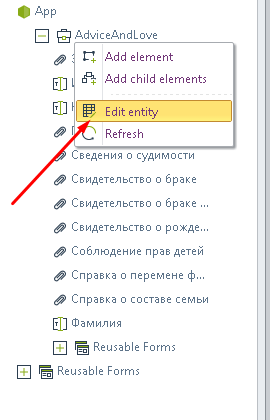 App
AdviceAndLove
Add element
Add child elements
Edit entity
Refresh
Сведения о судимости
Свидетельство о браке
Свидетельство о браке ...
Свидетельство о рожде...
Соблюдение прав детей
Справка о перемене ф...
Справка о составе семьи
Фамилия
Reusable Forms
Reusable Forms